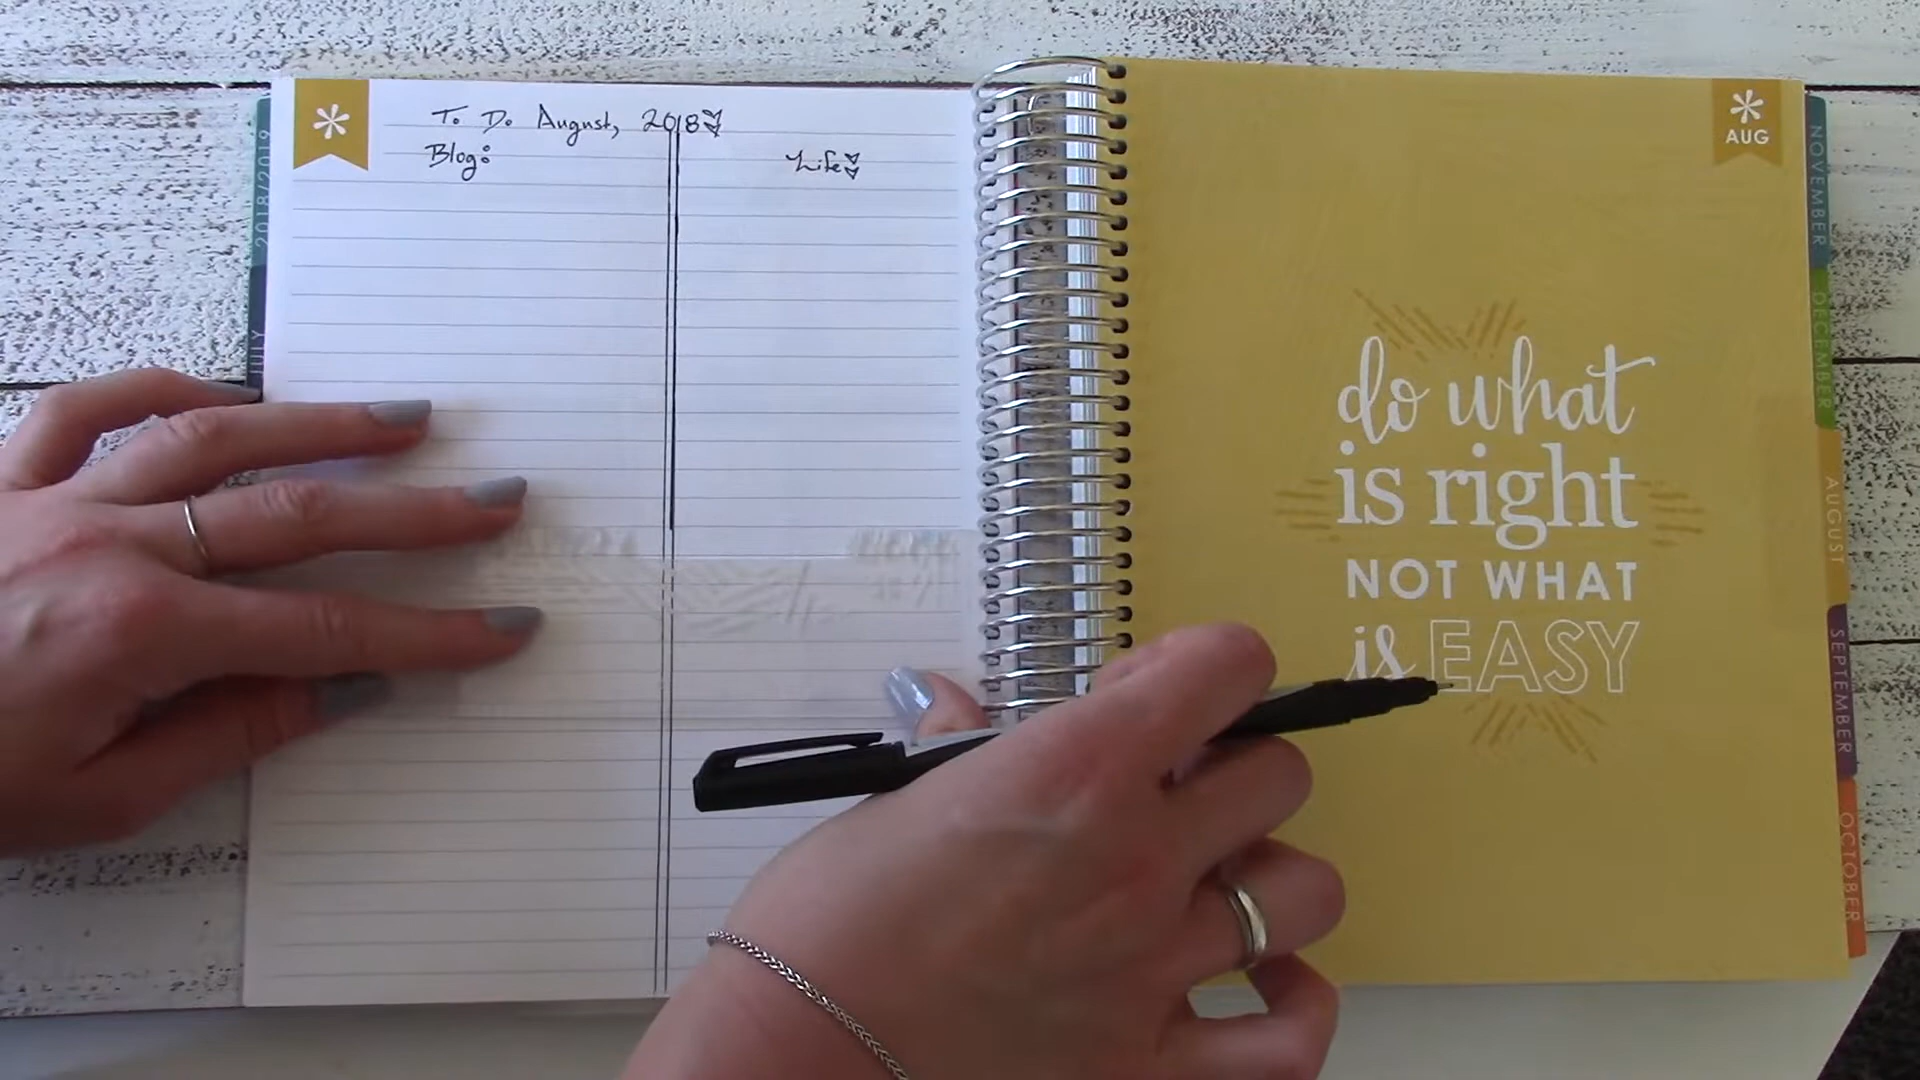 2018/2019
JULY
To Do August, 2018
Blog:
Life
AUG
do what
is right
NOT WHAT
is EASY
NOVEMBER
DECEMBER
AUGUST
SEPTEMBER
OCTOBER